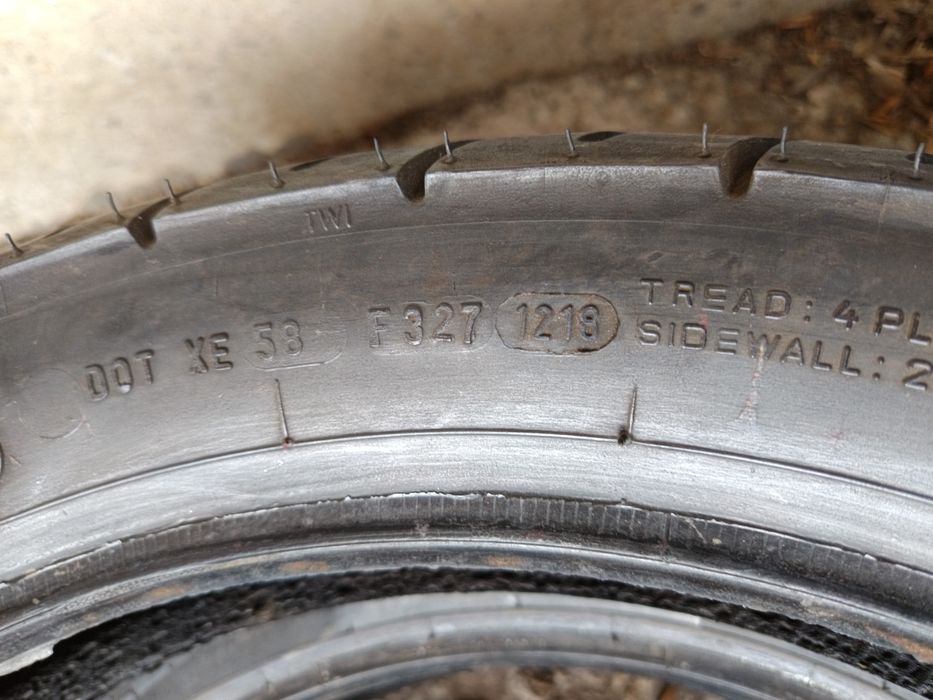 TWI
DOT XE 58 F327 1218
TREAD: 4 PL
SIDEWALL: 2